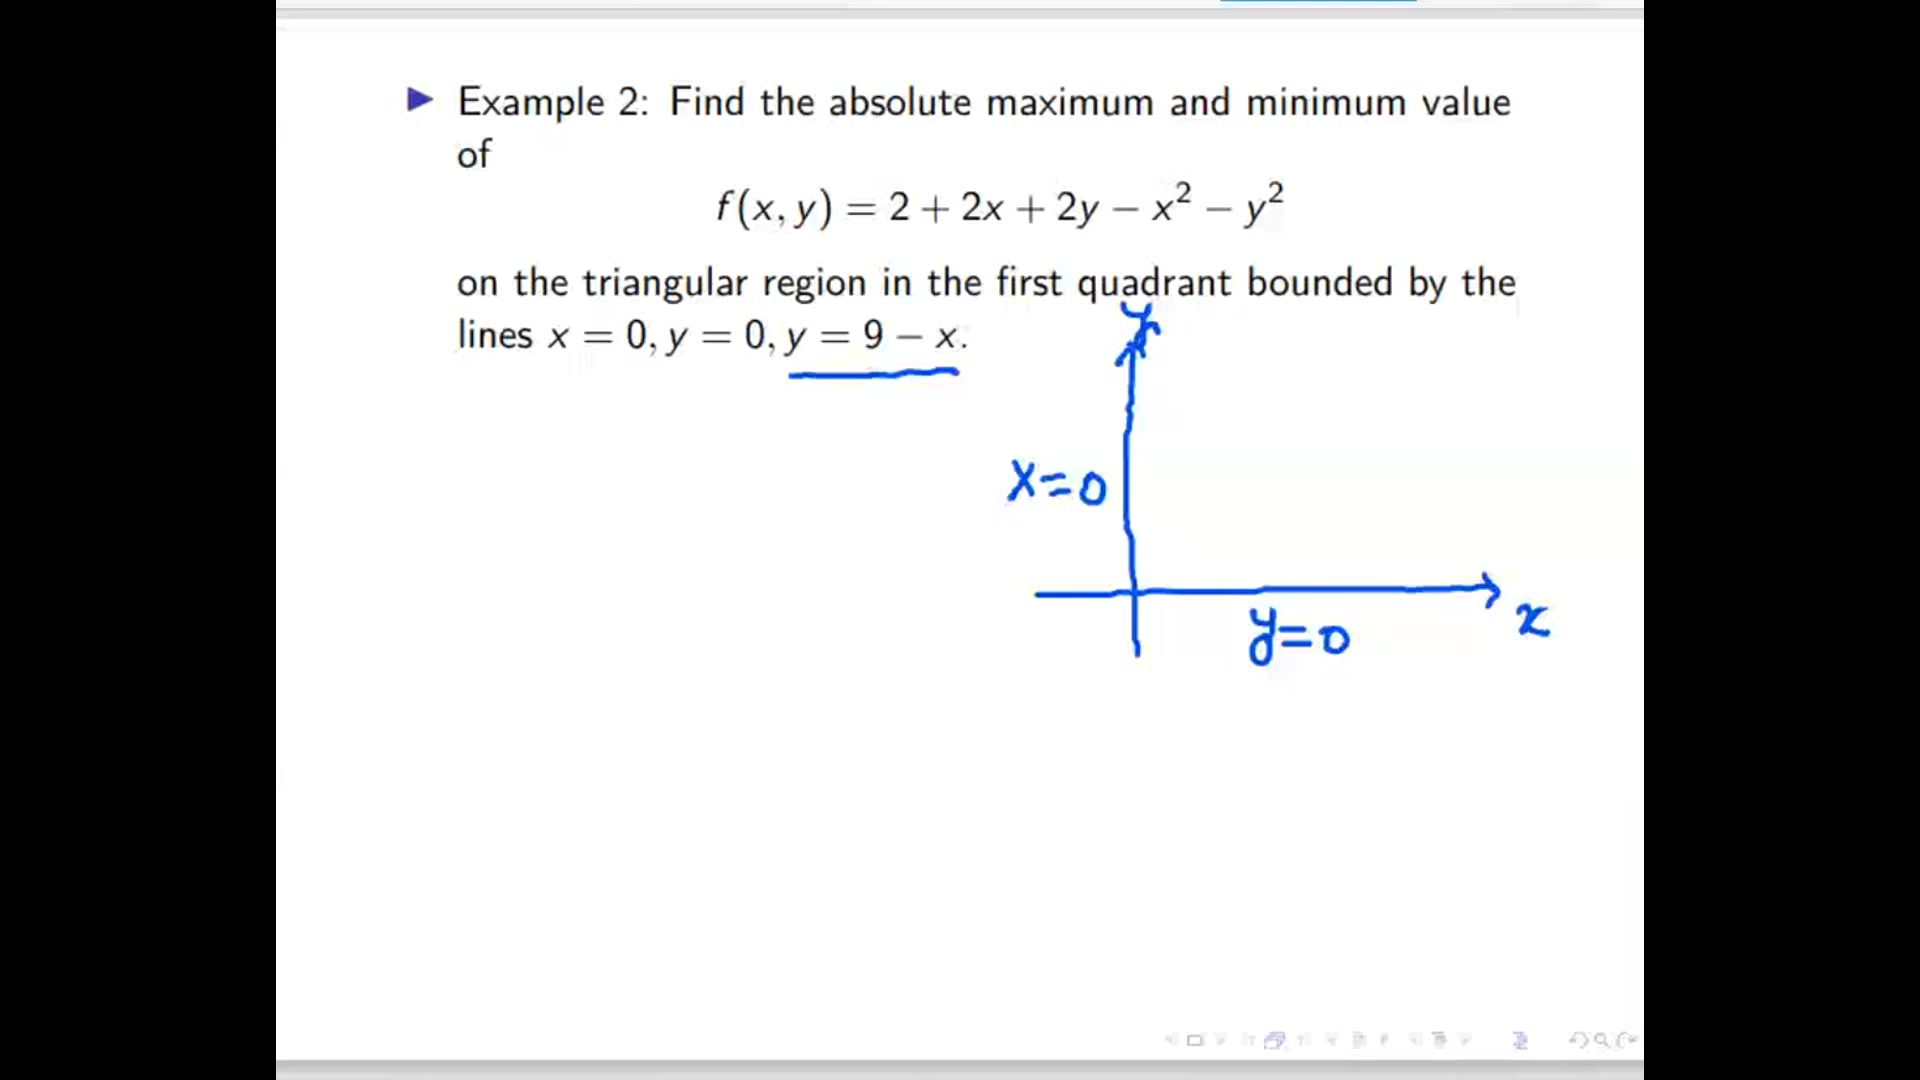 Example 2: Find the absolute maximum and minimum value
of
f(x, y) = 2 + 2x + 2y − x² − y²
on the triangular region in the first quadrant bounded by the
lines x = 0, y = 0, y = 9 − x.
y
x=0
y=0
x